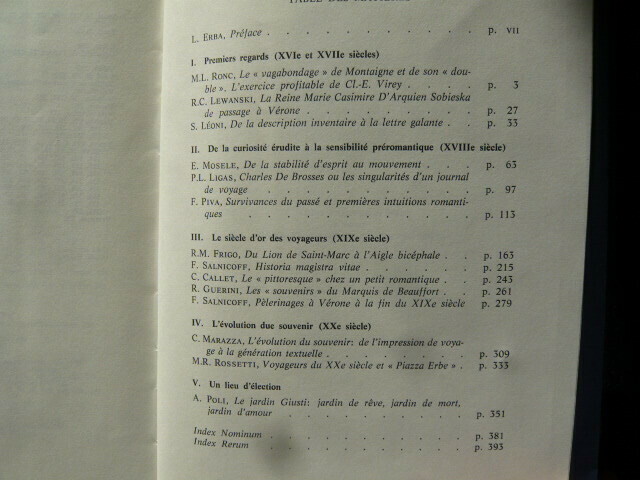 TABLE DES MATIÈRES
L. ERBA, Préface . . . . . . . . . . p. VII
I. Premiers regards (XVIe et XVIIe siècles)
M.L. RONC, Le « vagabondage » de Montaigne et de son « dou-
ble ». L'exercice profitable de Cl.-E. Virey . . . . p. 3
R.C. LEWANSKI, La Reine Marie Casimire D'Arquien Sobieska
de passage à Vérone . . . . . . . . . p. 27
S. LÉONI, De la description inventaire à la lettre galante . . p. 33
II. De la curiosité érudite à la sensibilité préromantique (XVIIIe siècle)
E. MOSELE, De la stabilité d'esprit au mouvement . . . p. 63
P.L. LIGAS, Charles De Brosses ou les singularités d'un journal
de voyage . . . . . . . . . . . p. 97
F. PIVA, Survivances du passé et premières intuitions romanti-
ques . . . . . . . . . . . p. 113
III. Le siècle d'or des voyageurs (XIXe siècle)
R.M. FRIGO, Du Lion de Saint-Marc à l'Aigle bicéphale . . p. 163
F. SALNICOFF, Historia magistra vitae . . . . . . p. 215
C. CALLET, Le « pittoresque » chez un petit romantique . . p. 243
R. GUERINI, Les « souvenirs » du Marquis de Beauffort . . p. 261
F. SALNICOFF, Pèlerinages à Vérone à la fin du XIXe siècle p. 279
IV. L'évolution due souvenir (XXe siècle)
C. MARAZZA, L'évolution du souvenir: de l'impression de voya-
ge à la génération textuelle . . . . . . . p. 309
M.R. ROSSETTI, Voyageurs du XXe siècle et « Piazza Erbe » . p. 333
V. Un lieu d'élection
A. POLI, Le jardin Giusti: jardin de rêve, jardin de mort,
jardin d'amour . . . . . . . . . p. 351
Index Nominum . . . . . . . . . . p. 381
Index Rerum . . . . . . . . . . . p. 393